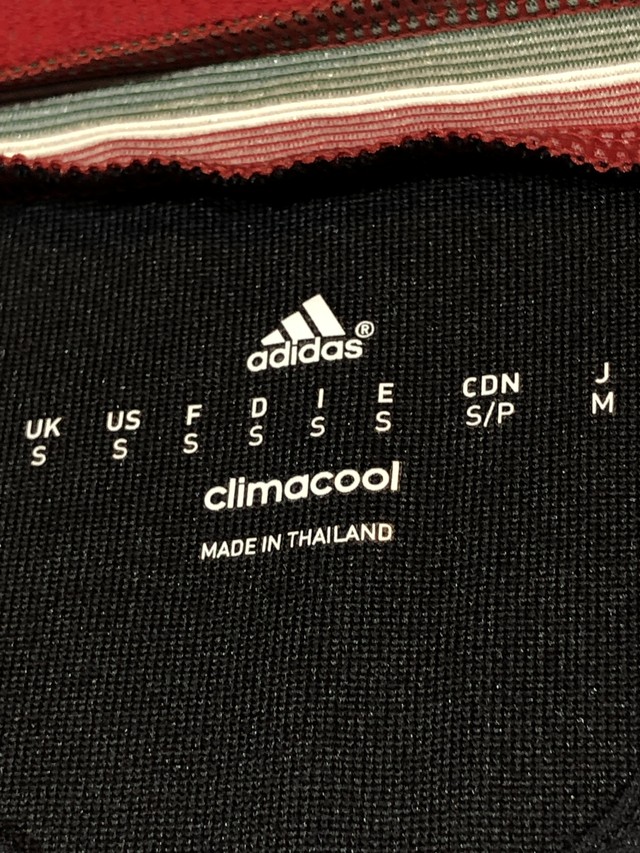 adidas®
UK US F D I E CDN J
S S S S S S S/P M
climacool
MADE IN THAILAND